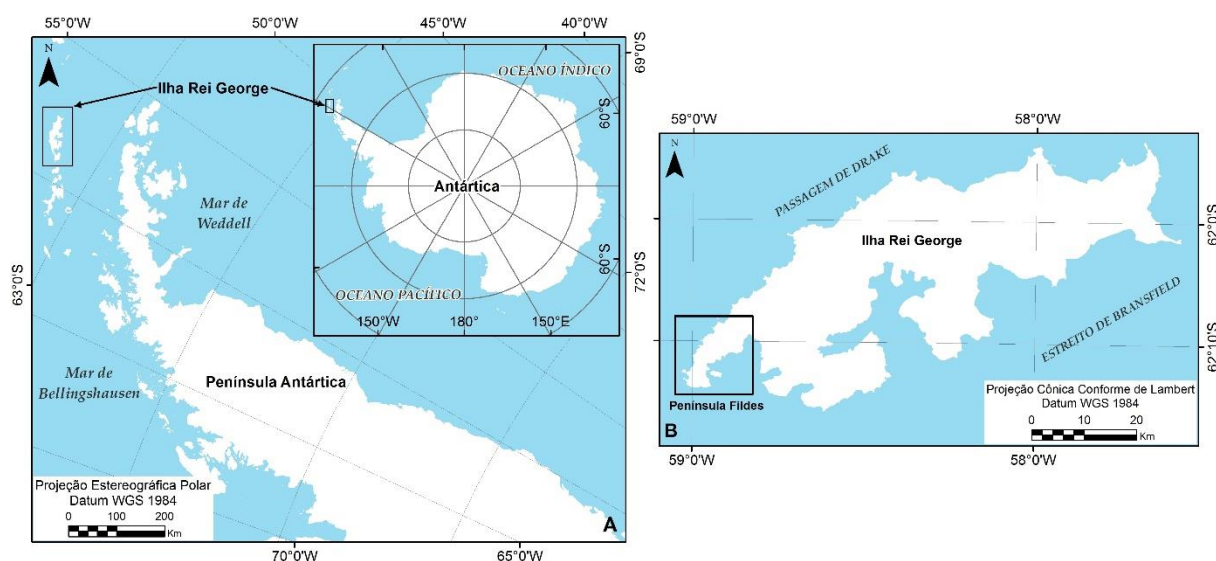 55°0'W
50°0'W
45°0'W
40°0'W
N
Ilha Rei George
OCEANO ÍNDICO
69°0'S
60°S
Antártica
60°S
OCEANO PACÍFICO
150°W
180°
150°E
Mar de
Weddell
63°0'S
72°0'S
Mar de
Bellingshausen
Península Antártica
Projeção Estereográfica Polar
Datum WGS 1984
0 100 200
Km
A
70°0'W
65°0'W
59°0'W
58°0'W
N
PASSAGEM DE DRAKE
Ilha Rei George
62°0'S
ESTREITO DE BRANSFIELD
62°10'S
Península Fildes
Projeção Cônica Conforme de Lambert
Datum WGS 1984
0 10 20
Km
B
59°0'W
58°0'W